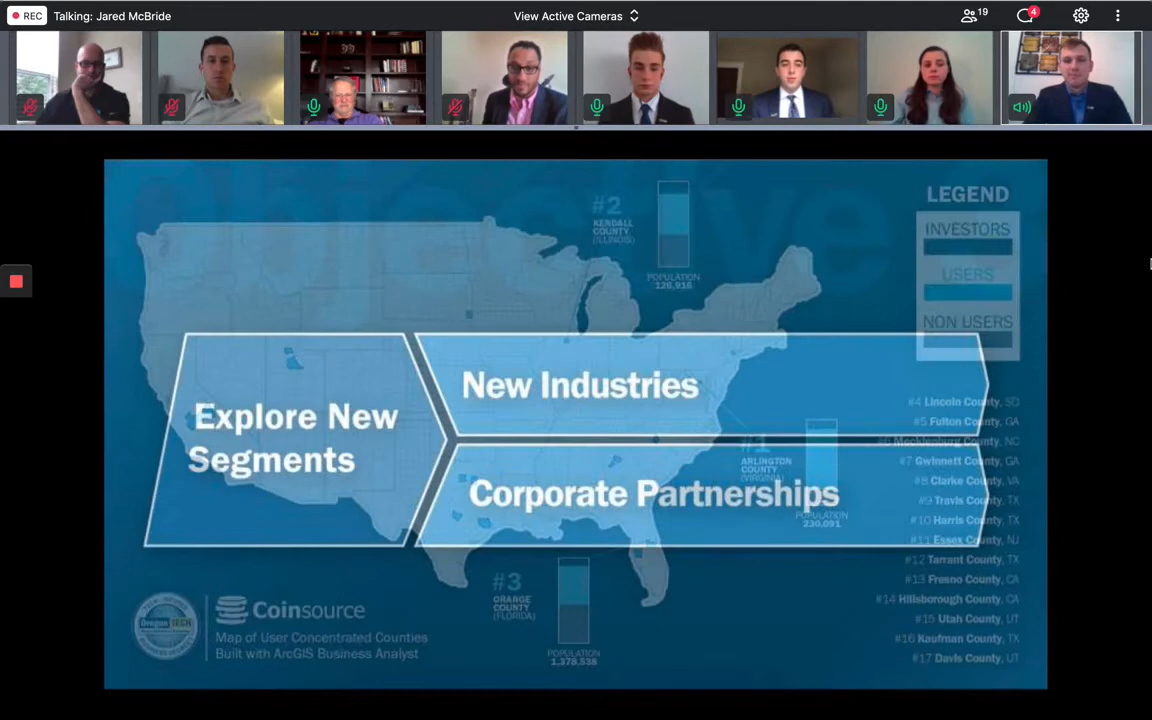 REC
Talking: Jared McBride
View Active Cameras
19
4
LEGEND
INVESTORS
USERS
NON USERS
#2
KENDALL
COUNTY
(ILLINOIS)
POPULATION
126,916
Explore New
Segments
New Industries
Corporate Partnerships
#1
ARLINGTON
COUNTY
(VIRGINIA)
POPULATION
230,091
#4 Lincoln County, SD
#5 Fulton County, GA
#6 Mecklenburg County, NC
#7 Gwinnett County, GA
#8 Clarke County, VA
#9 Travis County, TX
#10 Harris County, TX
#11 Essex County, NJ
#12 Tarrant County, TX
#13 Fresno County, CA
#14 Hillsborough County, CA
#15 Utah County, UT
#16 Kaufman County, TX
#17 Davis County, UT
#3
ORANGE
COUNTY
(FLORIDA)
POPULATION
1,378,538
Oregon TECH
Coinsource
Map of User Concentrated Counties
Built with ArcGIS Business Analyst